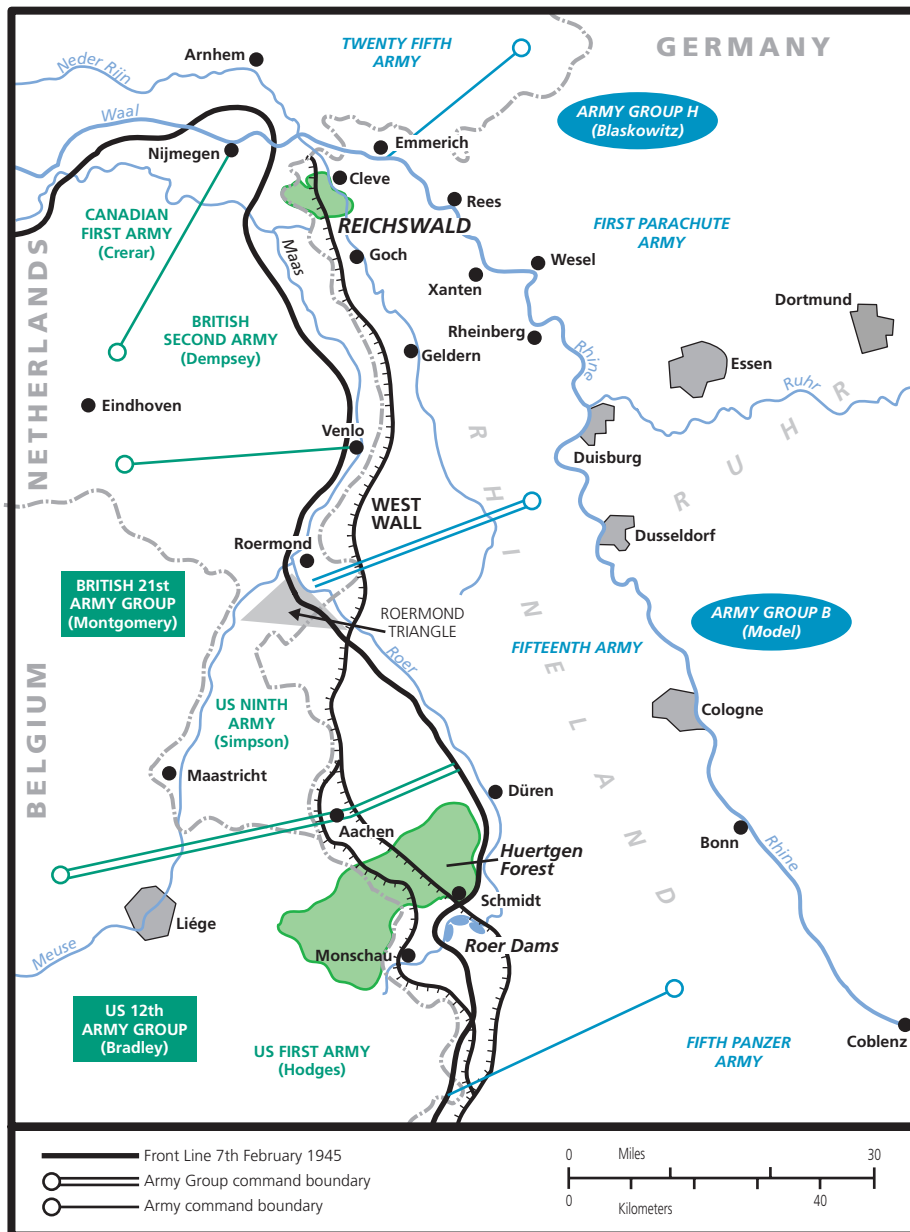 GERMANY
TWENTY FIFTH
ARMY
Arnhem
Neder Rijn
ARMY GROUP H
(Blaskowitz)
Waal
Emmerich
Nijmegen
Cleve
Rees
CANADIAN
FIRST ARMY
(Crerar)
REICHSWALD
FIRST PARACHUTE
ARMY
Maas
Goch
Wesel
Xanten
NETHERLANDS
Dortmund
BRITISH
SECOND ARMY
(Dempsey)
Rheinberg
Geldern
Rhine
Essen
Ruhr
Eindhoven
Venlo
Duisburg
RUHR
RHINELAND
WEST
WALL
Dusseldorf
Roermond
BRITISH 21st
ARMY GROUP
(Montgomery)
ROERMOND
TRIANGLE
ARMY GROUP B
(Model)
Roer
FIFTEENTH ARMY
BELGIUM
US NINTH
ARMY
(Simpson)
Cologne
Maastricht
Düren
Aachen
Bonn
Rhine
Huertgen
Forest
Schmidt
Liége
Meuse
Monschau
Roer Dams
US 12th
ARMY GROUP
(Bradley)
US FIRST ARMY
(Hodges)
FIFTH PANZER
ARMY
Coblenz
Front Line 7th February 1945
Army Group command boundary
Army command boundary
0 Miles 30
0 Kilometers 40